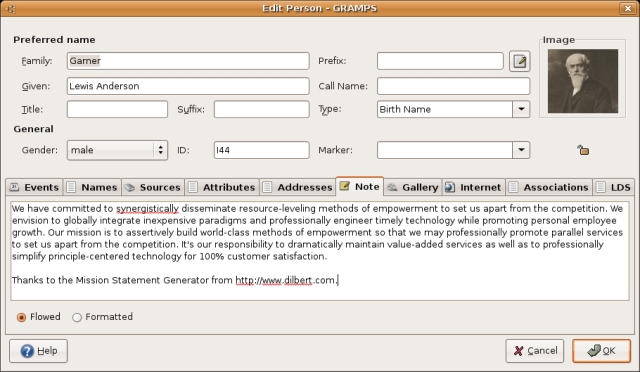 Edit Person - GRAMPS
Preferred name
Image
Family: Garner Prefix:
Given: Lewis Anderson Call Name:
Title: Suffix: Type: Birth Name
General
Gender: male ID: I44 Marker:
Events Names Sources Attributes Addresses Note Gallery Internet Associations LDS
We have committed to synergistically disseminate resource-leveling methods of empowerment to set us apart from the competition. We
envision to globally integrate inexpensive paradigms and professionally engineer timely technology while promoting personal employee
growth. Our mission is to assertively build world-class methods of empowerment so that we may professionally promote parallel services
to set us apart from the competition. It's our responsibility to dramatically maintain value-added services as well as to professionally
simplify principle-centered technology for 100% customer satisfaction.
Thanks to the Mission Statement Generator from http://www.dilbert.com.
Flowed Formatted
Help Cancel OK